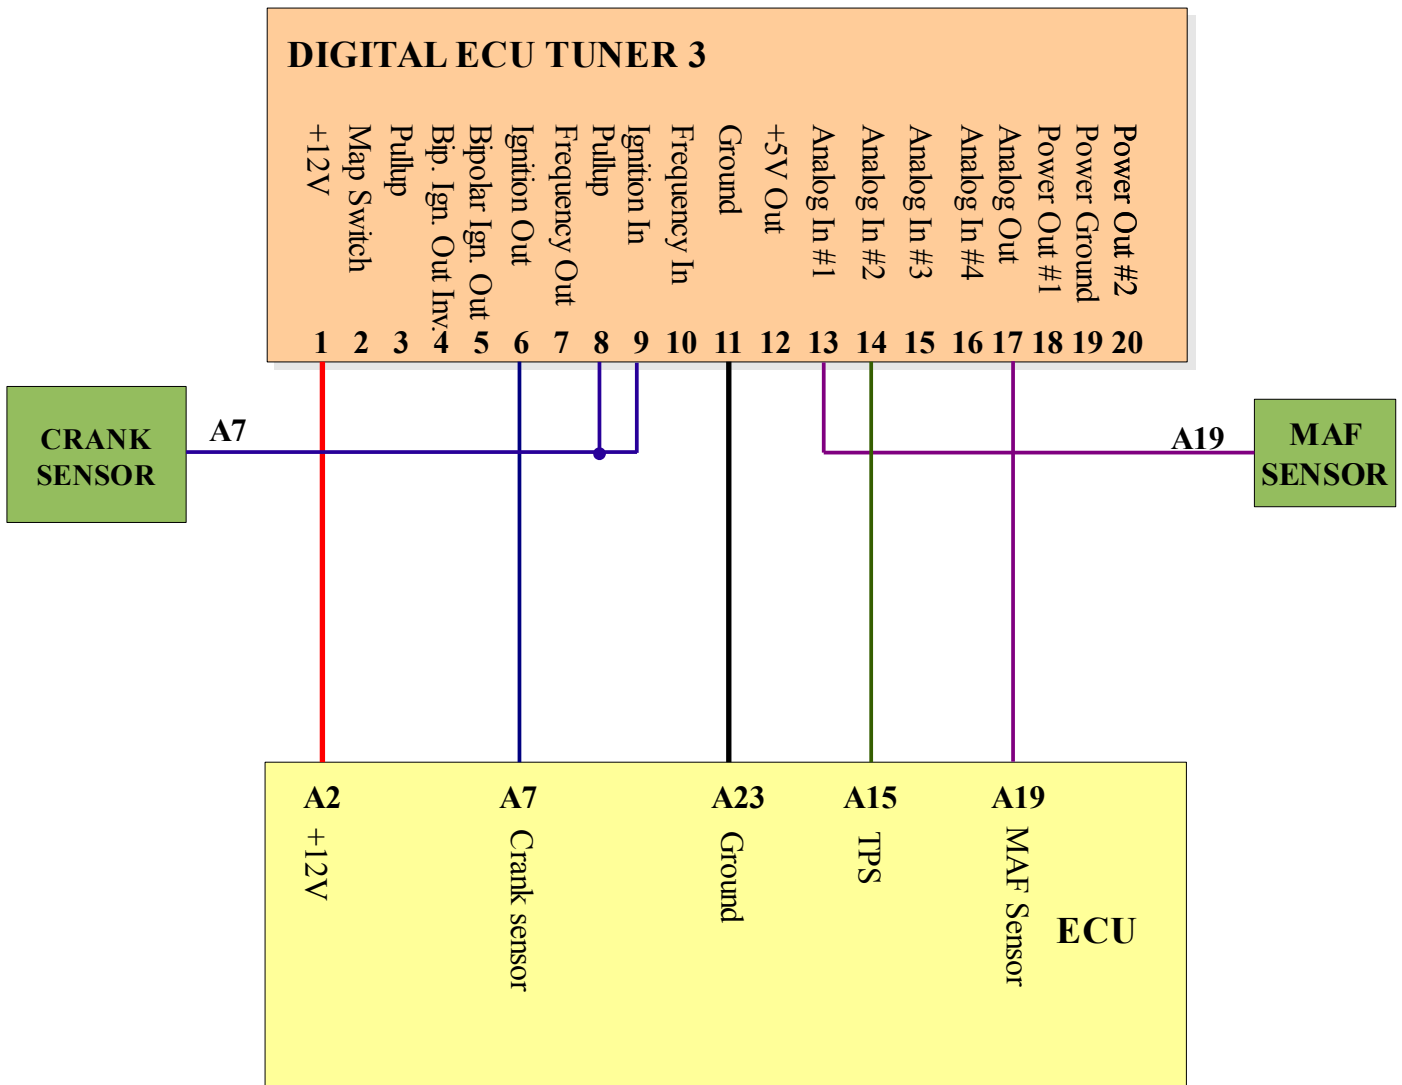 DIGITAL ECU TUNER 3
+12V
Map Switch
Pullup
Bip. Ign. Out Inv.
Bipolar Ign. Out
Ignition Out
Frequency Out
Pullup
Ignition In
Frequency In
Ground
+5V Out
Analog In #1
Analog In #2
Analog In #3
Analog In #4
Analog Out
Power Out #1
Power Ground
Power Out #2
1 2 3 4 5 6 7 8 9 10 11 12 13 14 15 16 17 18 19 20
CRANK
SENSOR
A7
A19
MAF
SENSOR
A2 A7 A23 A15 A19
+12V
Crank sensor
Ground
TPS
MAF Sensor
ECU